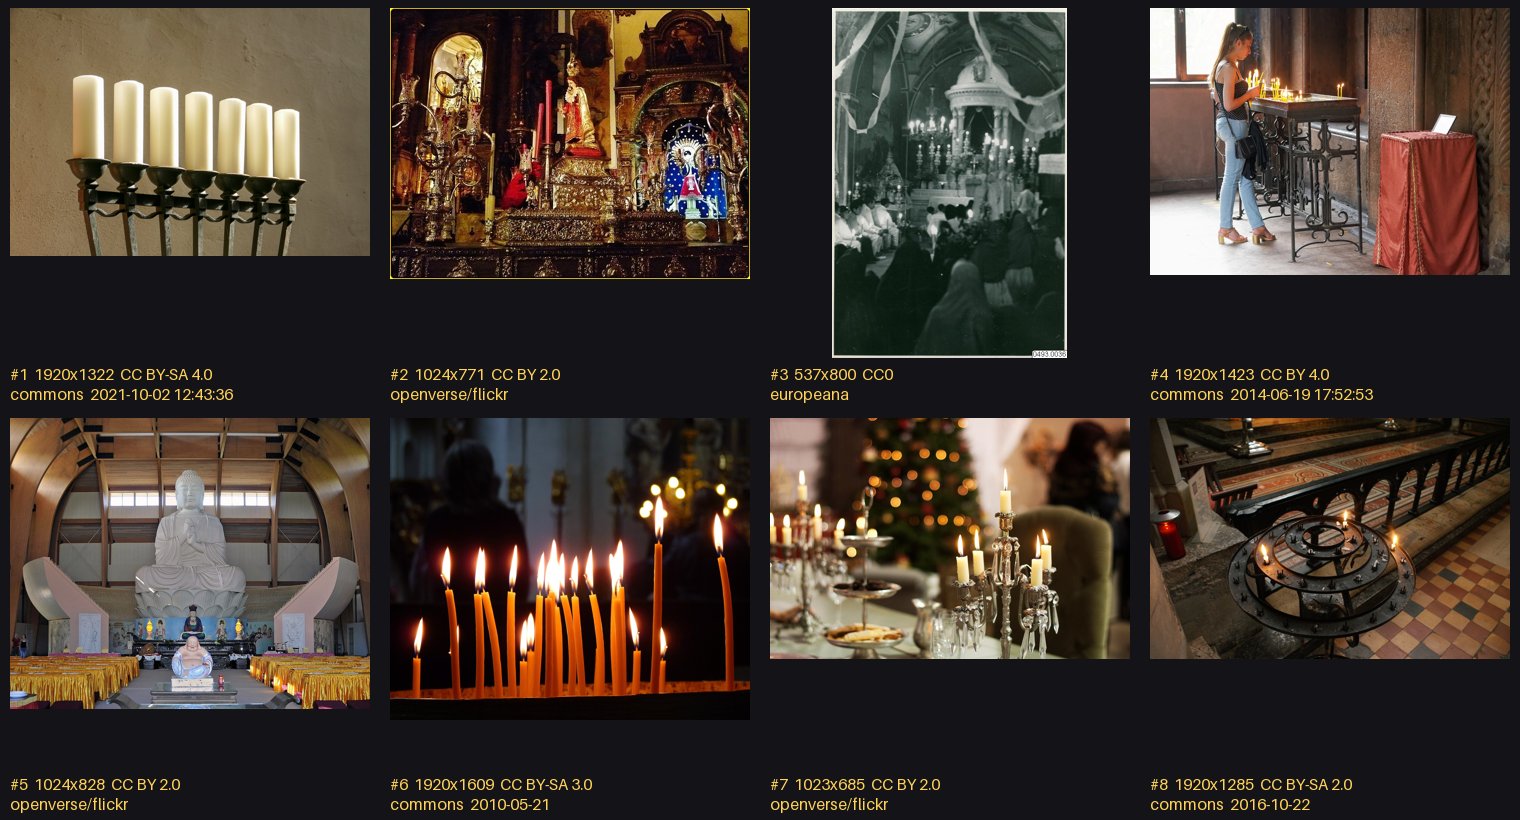 0493.0036
#1 1920x1322 CC BY-SA 4.0
commons 2021-10-02 12:43:36
#2 1024x771 CC BY 2.0
openverse/flickr
#3 537x800 CC0
europeana
#4 1920x1423 CC BY 4.0
commons 2014-06-19 17:52:53
#5 1024x828 CC BY 2.0
openverse/flickr
#6 1920x1609 CC BY-SA 3.0
commons 2010-05-21
#7 1023x685 CC BY 2.0
openverse/flickr
#8 1920x1285 CC BY-SA 2.0
commons 2016-10-22